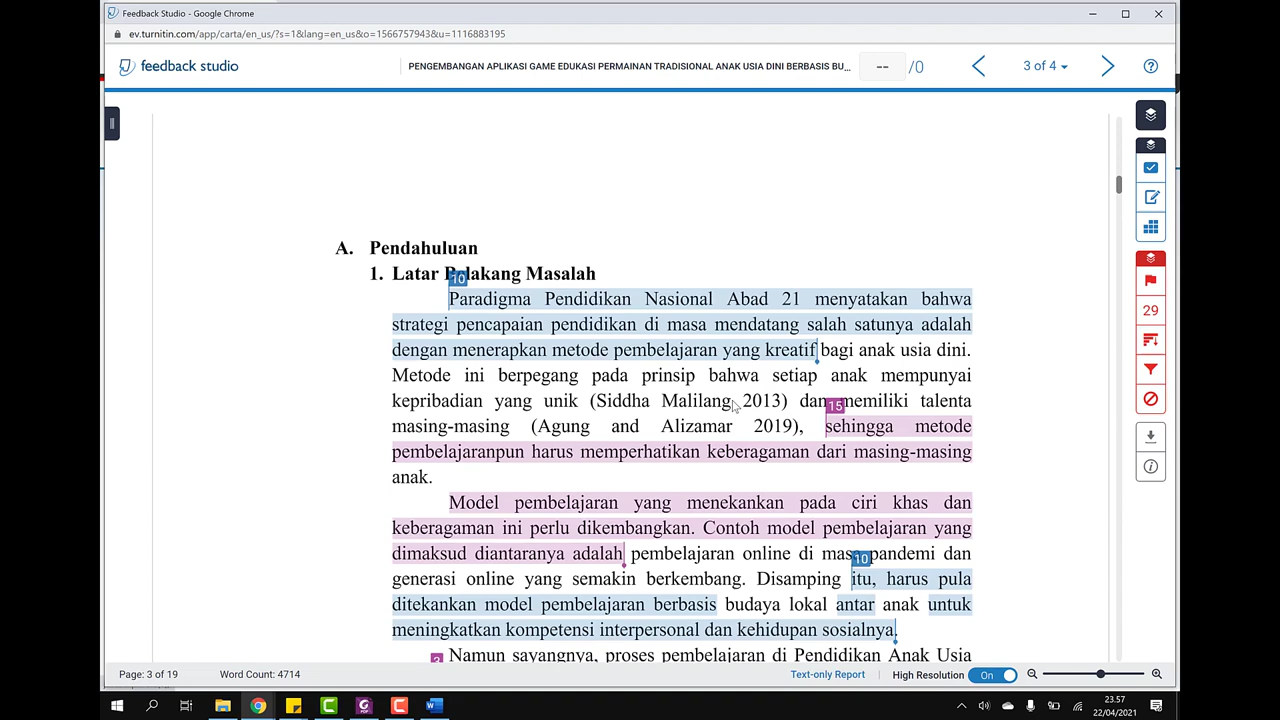 Feedback Studio - Google Chrome
ev.turnitin.com/app/carta/en_us/?s=1&lang=en_us&o=1566757943&u=1116883195
feedback studio
PENGEMBANGAN APLIKASI GAME EDUKASI PERMAINAN TRADISIONAL ANAK USIA DINI BERBASIS BU...
-- /0
3 of 4
A. Pendahuluan
1. Latar Belakang Masalah
10
Paradigma Pendidikan Nasional Abad 21 menyatakan bahwa
strategi pencapaian pendidikan di masa mendatang salah satunya adalah
dengan menerapkan metode pembelajaran yang kreatif bagi anak usia dini.
Metode ini berpegang pada prinsip bahwa setiap anak mempunyai
kepribadian yang unik (Siddha Malilang 2013) dan memiliki talenta
15
masing-masing (Agung and Alizamar 2019), sehingga metode
pembelajaranpun harus memperhatikan keberagaman dari masing-masing
anak.
Model pembelajaran yang menekankan pada ciri khas dan
keberagaman ini perlu dikembangkan. Contoh model pembelajaran yang
dimaksud diantaranya adalah pembelajaran online di masa pandemi dan
10
generasi online yang semakin berkembang. Disamping itu, harus pula
ditekankan model pembelajaran berbasis budaya lokal antar anak untuk
meningkatkan kompetensi interpersonal dan kehidupan sosialnya.
3
Namun sayangnya, proses pembelajaran di Pendidikan Anak Usia
29
Page: 3 of 19
Word Count: 4714
Text-only Report
High Resolution
On
23.57
22/04/2021